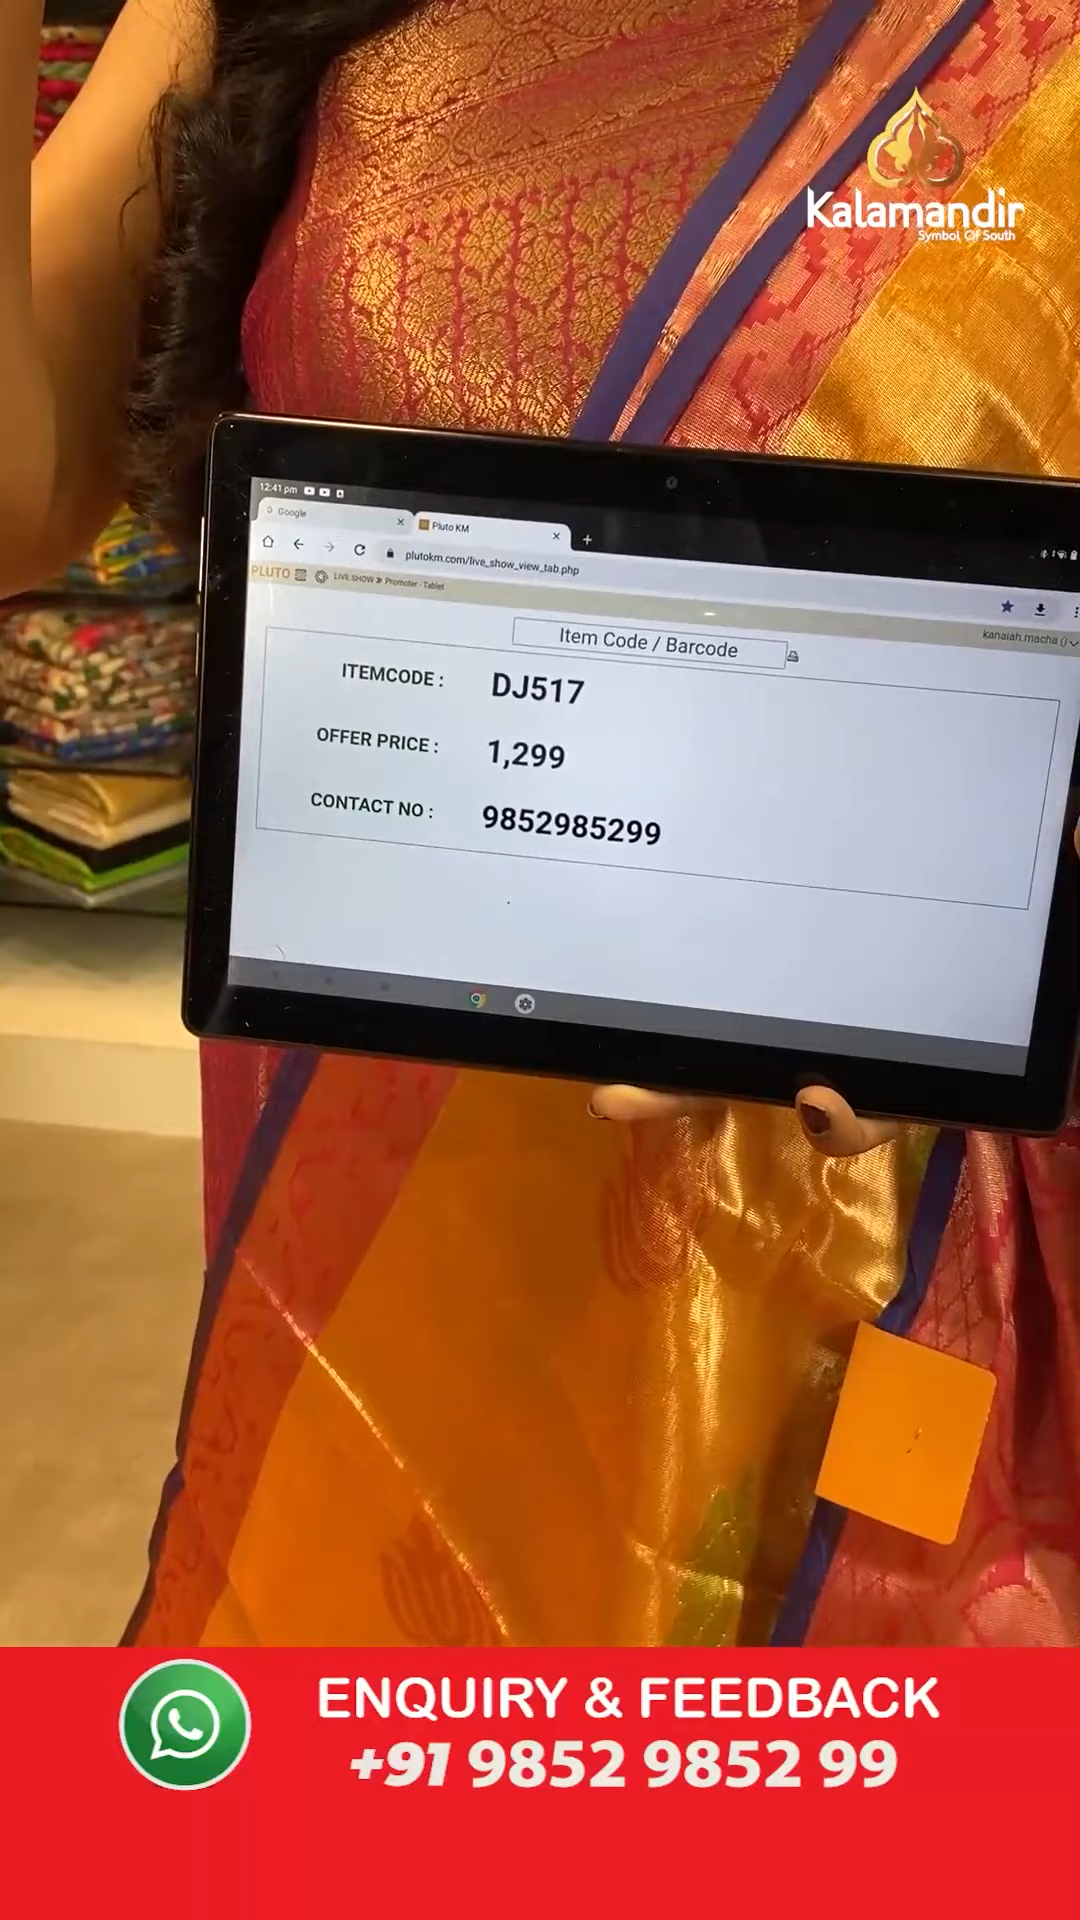 Kalamandir
Symbol Of South
12:41 pm
Google
Pluto KM
plutokm.com/live_show_view_tab.php
PLUTO
LIVE SHOW » Promoter - Tablet
kanaiah.macha ()
Item Code / Barcode
ITEMCODE : DJ517
OFFER PRICE : 1,299
CONTACT NO : 9852985299
ENQUIRY & FEEDBACK
+91 9852 9852 99